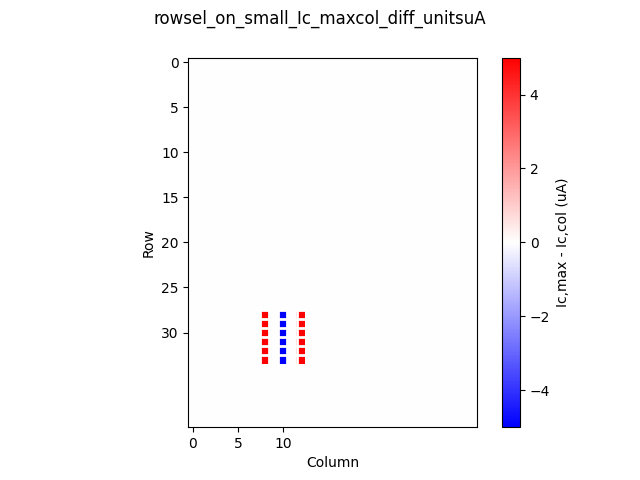 rowsel_on_small_Ic_maxcol_diff_unitsuA
0
5
10
15
20
25
30
Row
0 5 10
Column
4
2
0
−2
−4
Ic,max - Ic,col (uA)